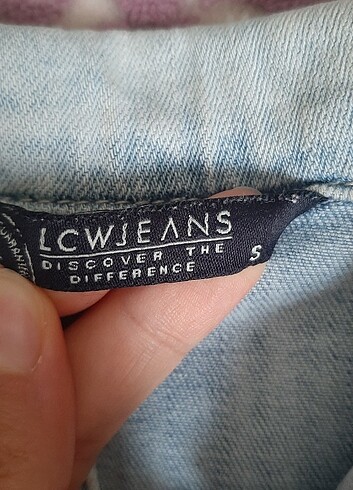 LCWJEANS
DISCOVER THE
DIFFERENCE
S